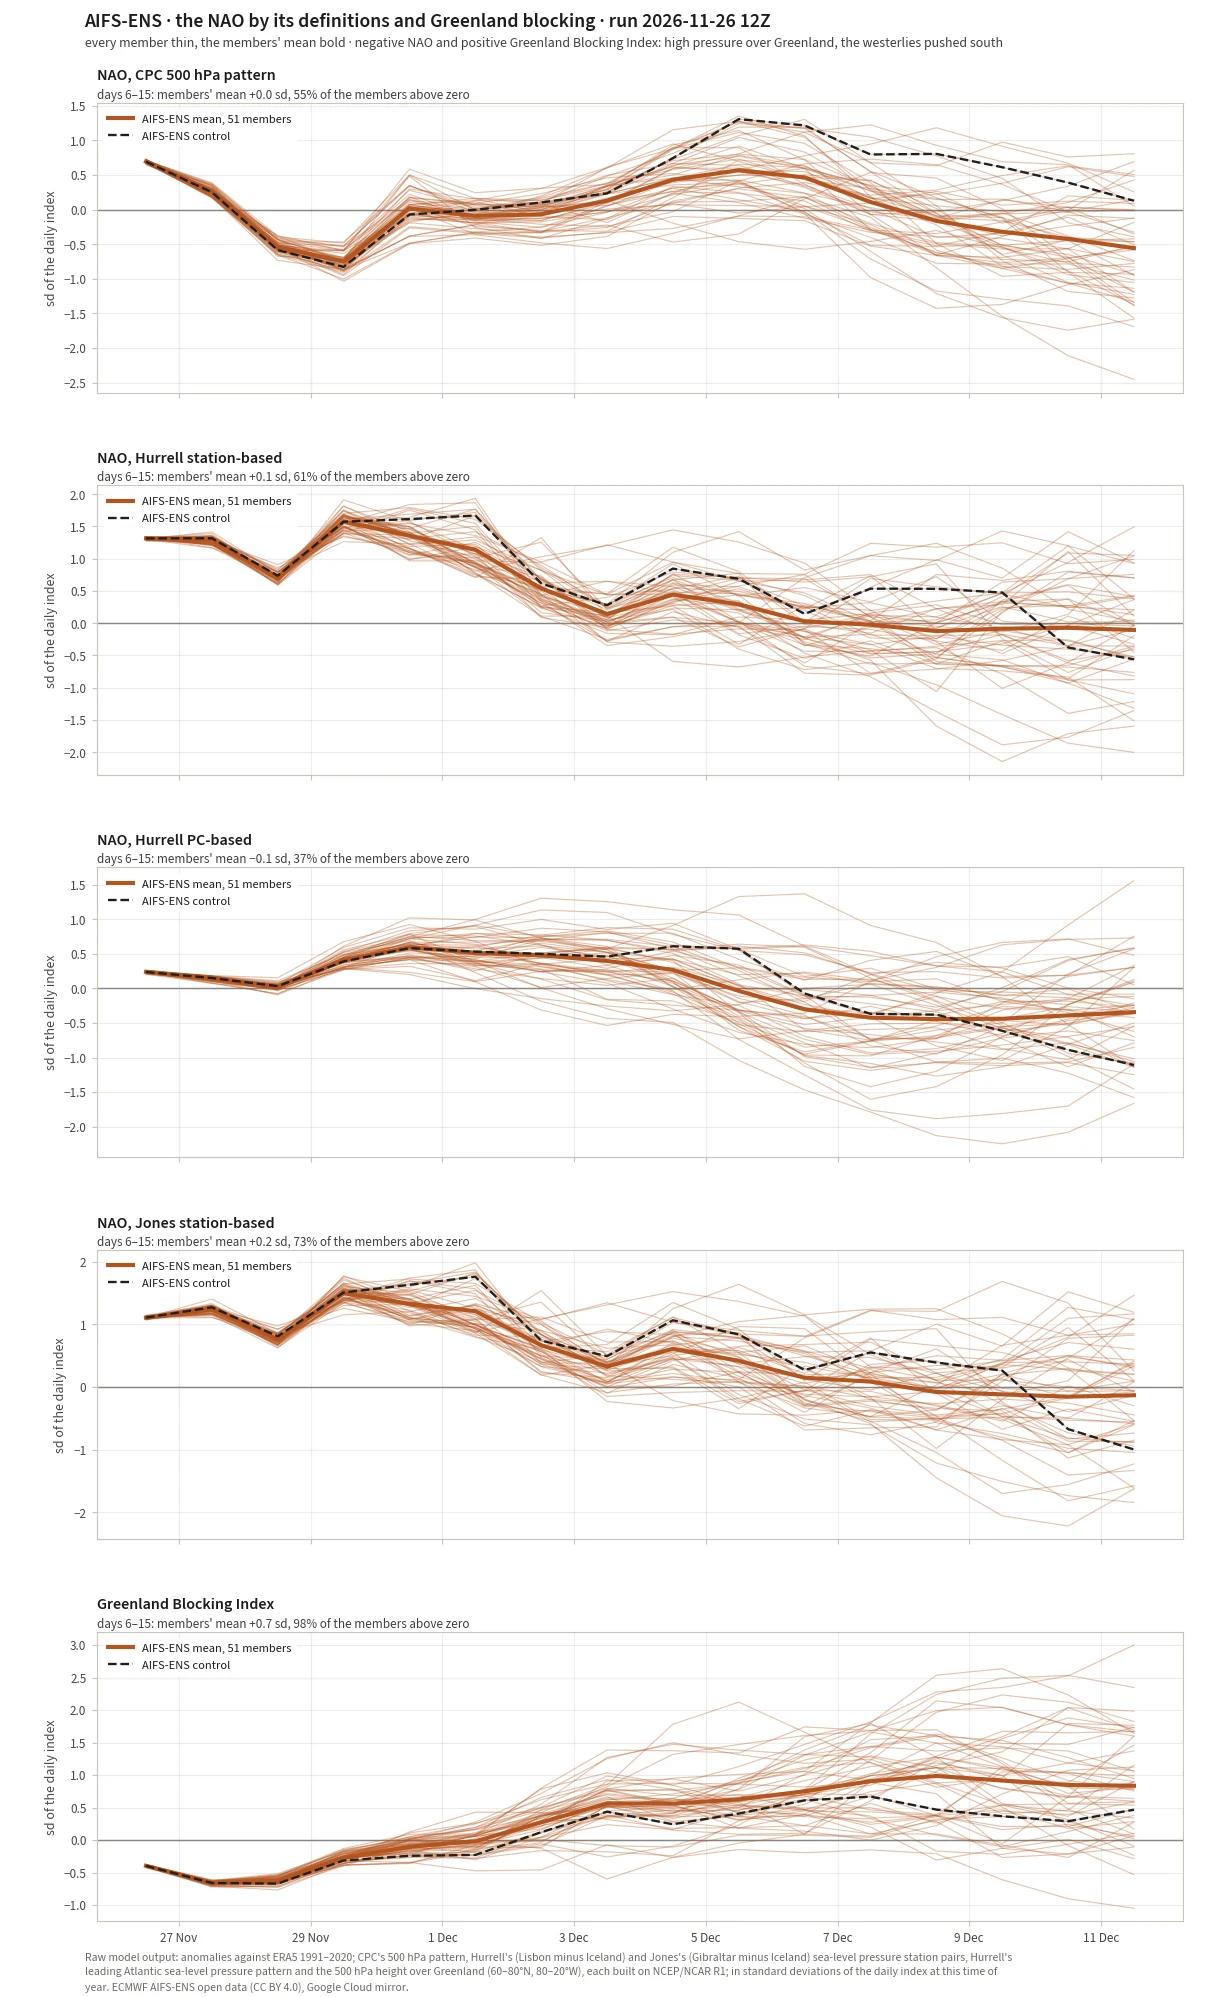 AIFS-ENS · the NAO by its definitions and Greenland blocking · run 2026-11-26 12Z
every member thin, the members' mean bold · negative NAO and positive Greenland Blocking Index: high pressure over Greenland, the westerlies pushed south
NAO, CPC 500 hPa pattern
days 6–15: members' mean +0.0 sd, 55% of the members above zero
AIFS-ENS mean, 51 members
AIFS-ENS control
sd of the daily index
1.5
1.0
0.5
0.0
−0.5
−1.0
−1.5
−2.0
−2.5
NAO, Hurrell station-based
days 6–15: members' mean +0.1 sd, 61% of the members above zero
AIFS-ENS mean, 51 members
AIFS-ENS control
sd of the daily index
2.0
1.5
1.0
0.5
0.0
−0.5
−1.0
−1.5
−2.0
NAO, Hurrell PC-based
days 6–15: members' mean −0.1 sd, 37% of the members above zero
AIFS-ENS mean, 51 members
AIFS-ENS control
sd of the daily index
1.5
1.0
0.5
0.0
−0.5
−1.0
−1.5
−2.0
NAO, Jones station-based
days 6–15: members' mean +0.2 sd, 73% of the members above zero
AIFS-ENS mean, 51 members
AIFS-ENS control
sd of the daily index
2
1
0
−1
−2
Greenland Blocking Index
days 6–15: members' mean +0.7 sd, 98% of the members above zero
AIFS-ENS mean, 51 members
AIFS-ENS control
sd of the daily index
3.0
2.5
2.0
1.5
1.0
0.5
0.0
−0.5
−1.0
27 Nov 29 Nov 1 Dec 3 Dec 5 Dec 7 Dec 9 Dec 11 Dec
Raw model output: anomalies against ERA5 1991–2020; CPC's 500 hPa pattern, Hurrell's (Lisbon minus Iceland) and Jones's (Gibraltar minus Iceland) sea-level pressure station pairs, Hurrell's
leading Atlantic sea-level pressure pattern and the 500 hPa height over Greenland (60–80°N, 80–20°W), each built on NCEP/NCAR R1; in standard deviations of the daily index at this time of
year. ECMWF AIFS-ENS open data (CC BY 4.0), Google Cloud mirror.